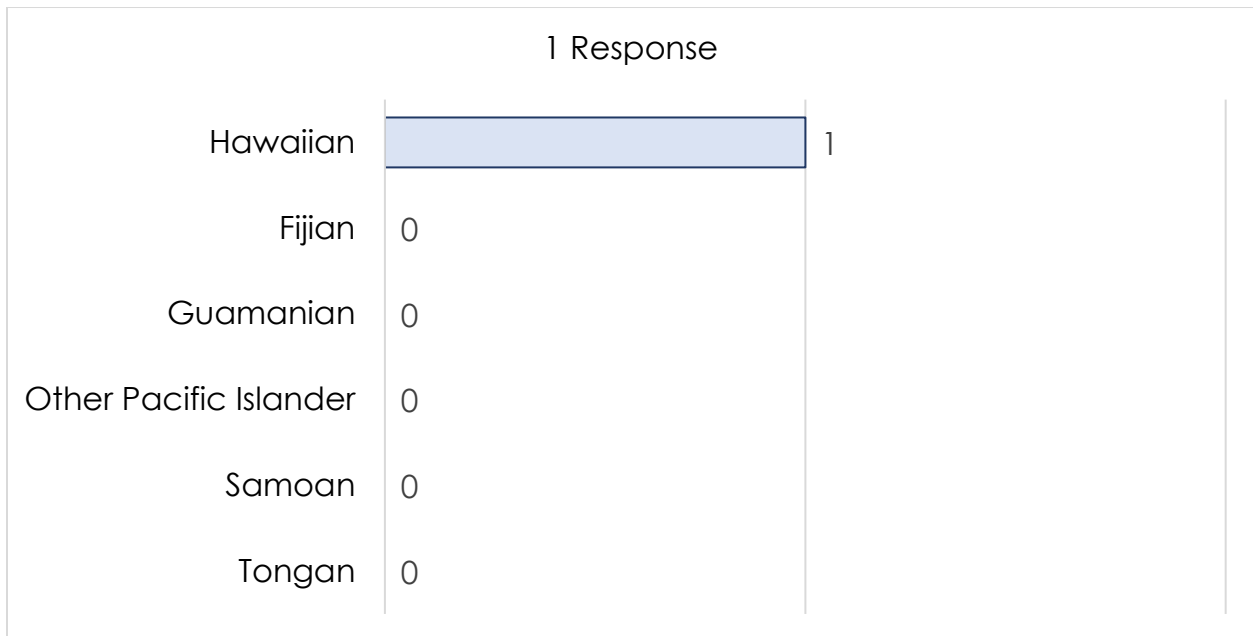 1 Response
Hawaiian 1
Fijian 0
Guamanian 0
Other Pacific Islander 0
Samoan 0
Tongan 0